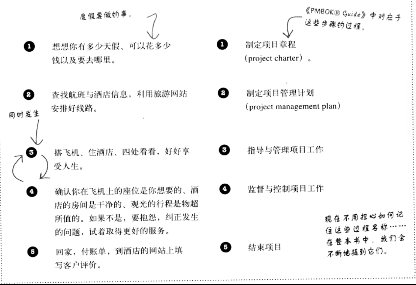 度假要做的事．
《PMBOK® Guide》中对应于
这些步骤的过程．
1 想想你有多少天假、可以花多少
钱以及要去哪里。
1 制定项目章程
(project charter) 。
2 查找航班与酒店信息，利用旅游网站
安排好线路。
2 制定项目管理计划
(project management plan)
同时发生
3 搭飞机、住酒店、四处看看，好好享
受人生。
3 指导与管理项目工作
4 确认你在飞机上的座位是你想要的、酒
店的房间是干净的、观光的行程是物超
所值的。如果不是，要抱怨，纠正发生
的问题，试着取得更好的服务。
4 监督与控制项目工作
5 回家，付账单，到酒店的网站上填
写客户评价。
5 结束项目
现在不用担心如何记
住这些过程名称……
在整本书中，我们会
不断地提到它们。